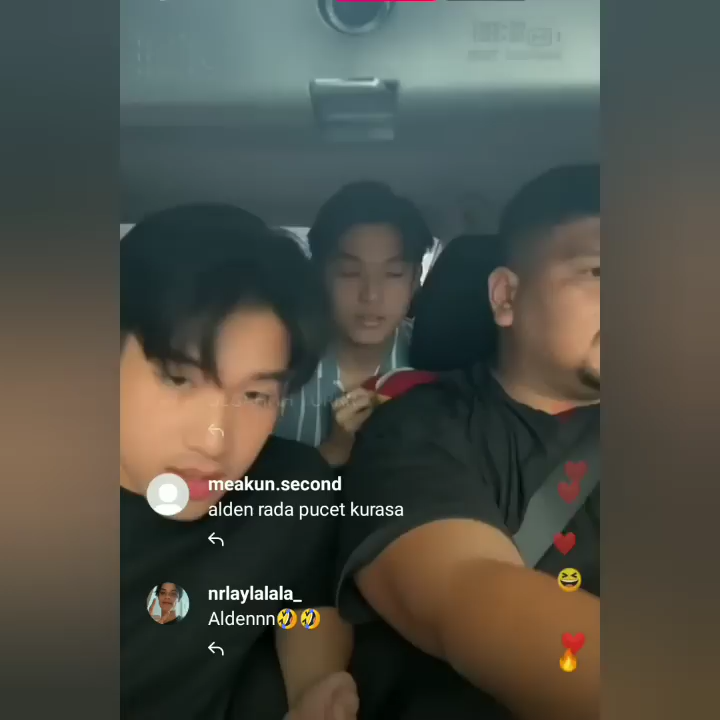 meakun.second
alden rada pucet kurasa
nrlaylalala_
Aldennn🤣🤣